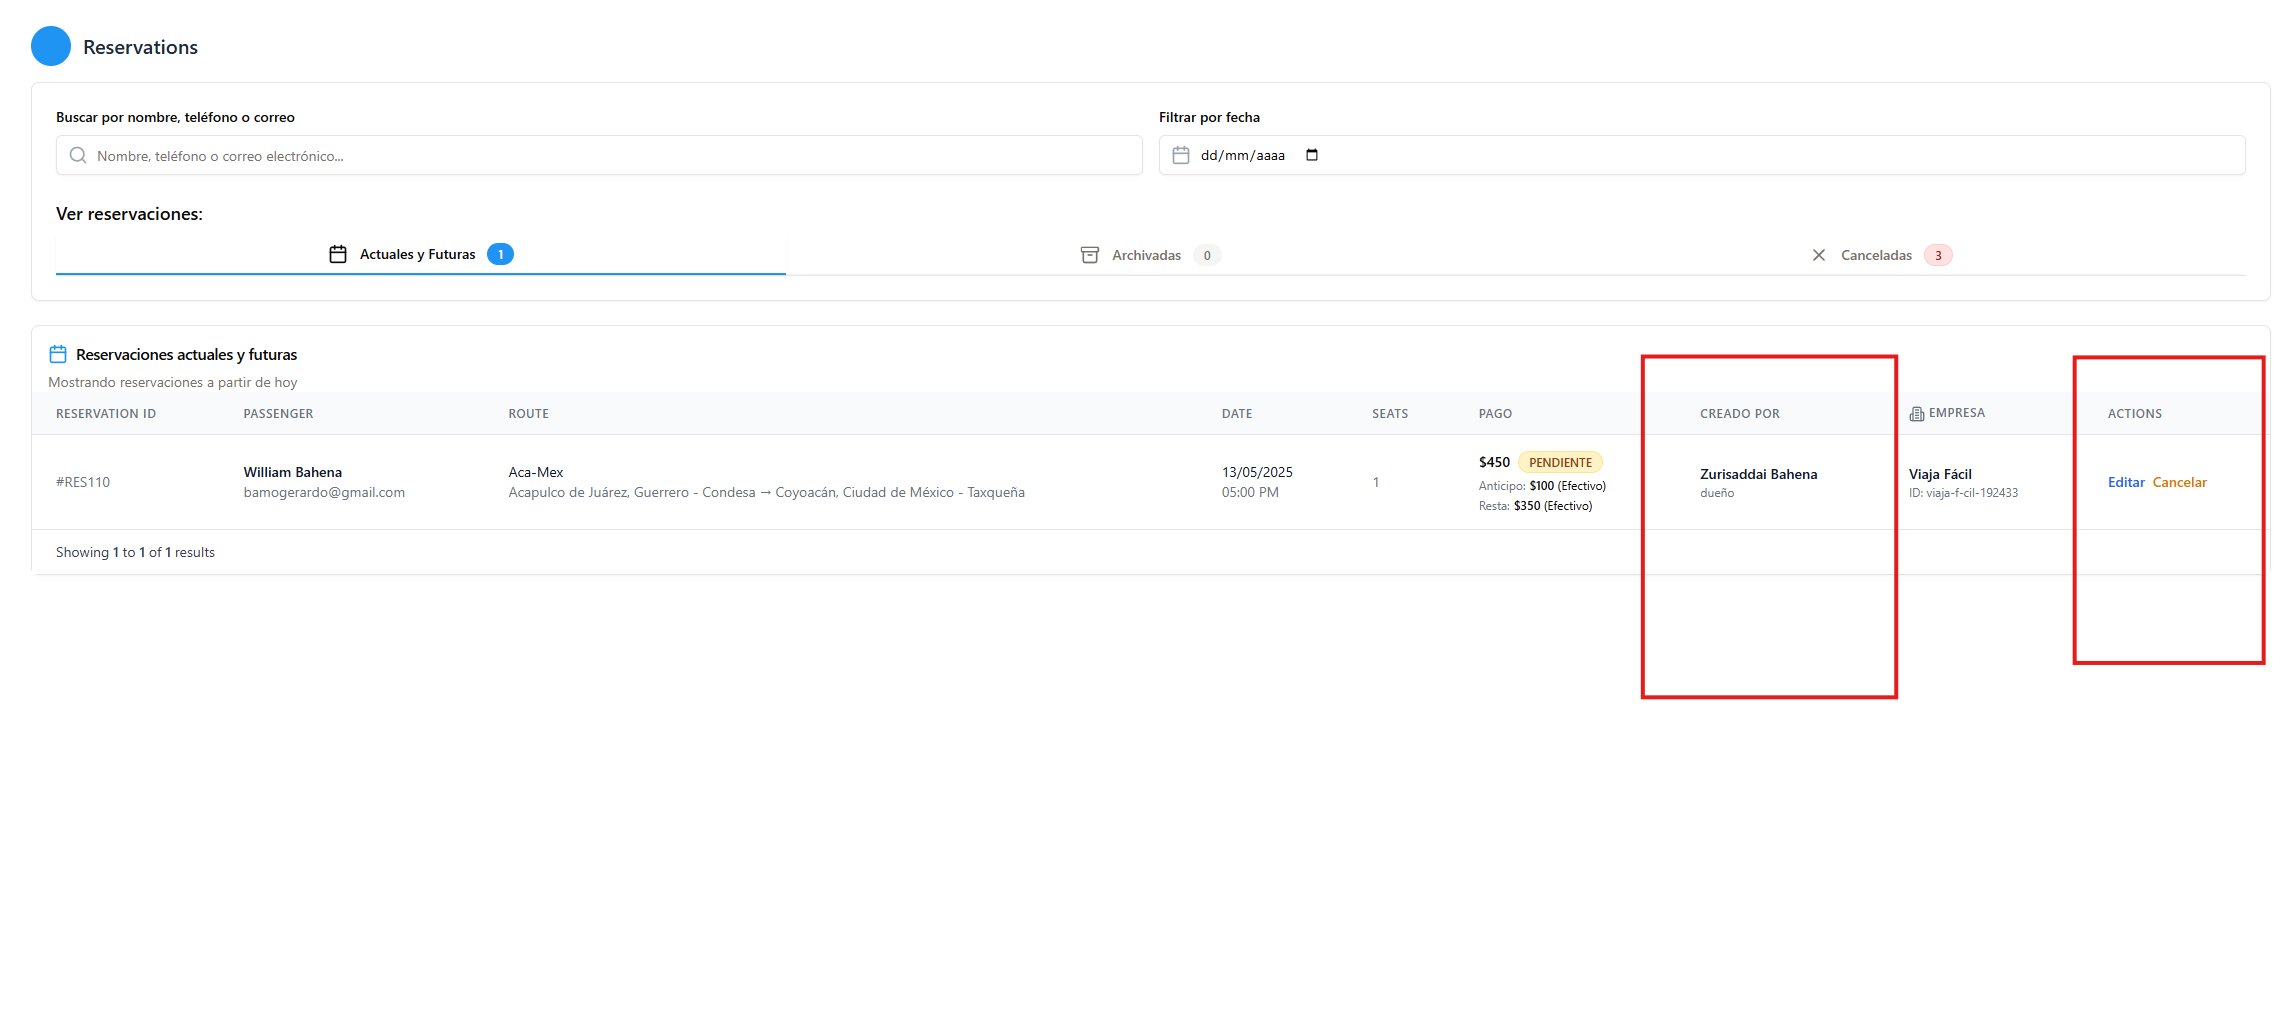 Reservations
Buscar por nombre, teléfono o correo
Filtrar por fecha
Nombre, teléfono o correo electrónico...
dd/mm/aaaa
Ver reservaciones:
Actuales y Futuras 1
Archivadas 0
Canceladas 3
Reservaciones actuales y futuras
Mostrando reservaciones a partir de hoy
RESERVATION ID PASSENGER ROUTE DATE SEATS PAGO CREADO POR EMPRESA ACTIONS
#RES110
William Bahena
bamogerardo@gmail.com
Aca-Mex
Acapulco de Juárez, Guerrero - Condesa → Coyoacán, Ciudad de México - Taxqueña
13/05/2025
05:00 PM
1
$450 PENDIENTE
Anticipo: $100 (Efectivo)
Resta: $350 (Efectivo)
Zurisaddai Bahena
dueño
Viaja Fácil
ID: viaja-f-cil-192433
Editar Cancelar
Showing 1 to 1 of 1 results